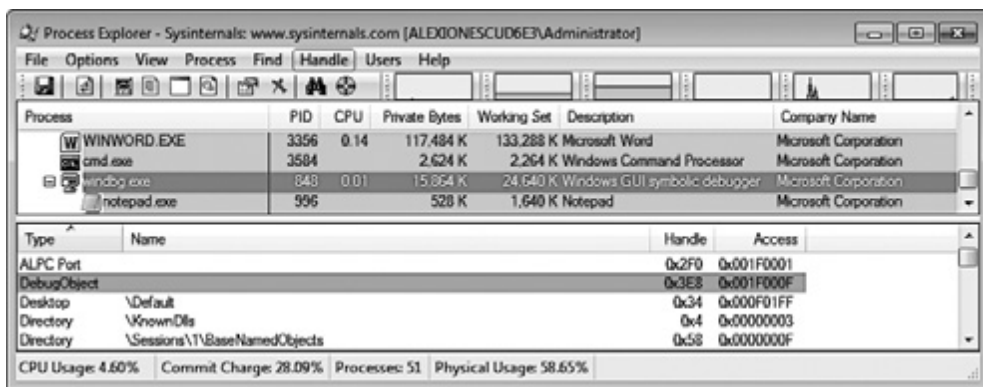 Process Explorer - Sysinternals: www.sysinternals.com [ALEXIONESCUD6E3\Administrator]
File Options View Process Find Handle Users Help
Process PID CPU Private Bytes Working Set Description Company Name
WINWORD.EXE 3356 0.14 117,484 K 133,288 K Microsoft Word Microsoft Corporation
cmd.exe 3584 2,624 K 2,264 K Windows Command Processor Microsoft Corporation
windbg.exe 848 0.01 15,864 K 24,640 K Windows GUI symbolic debugger Microsoft Corporation
notepad.exe 996 528 K 1,640 K Notepad Microsoft Corporation
Type Name Handle Access
ALPC Port 0x2F0 0x001F0001
DebugObject 0x3E8 0x001F000F
Desktop \Default 0x34 0x000F01FF
Directory \KnownDlls 0x4 0x00000003
Directory \Sessions\1\BaseNamedObjects 0x58 0x0000000F
CPU Usage: 4.60% Commit Charge: 28.09% Processes: 51 Physical Usage: 58.65%